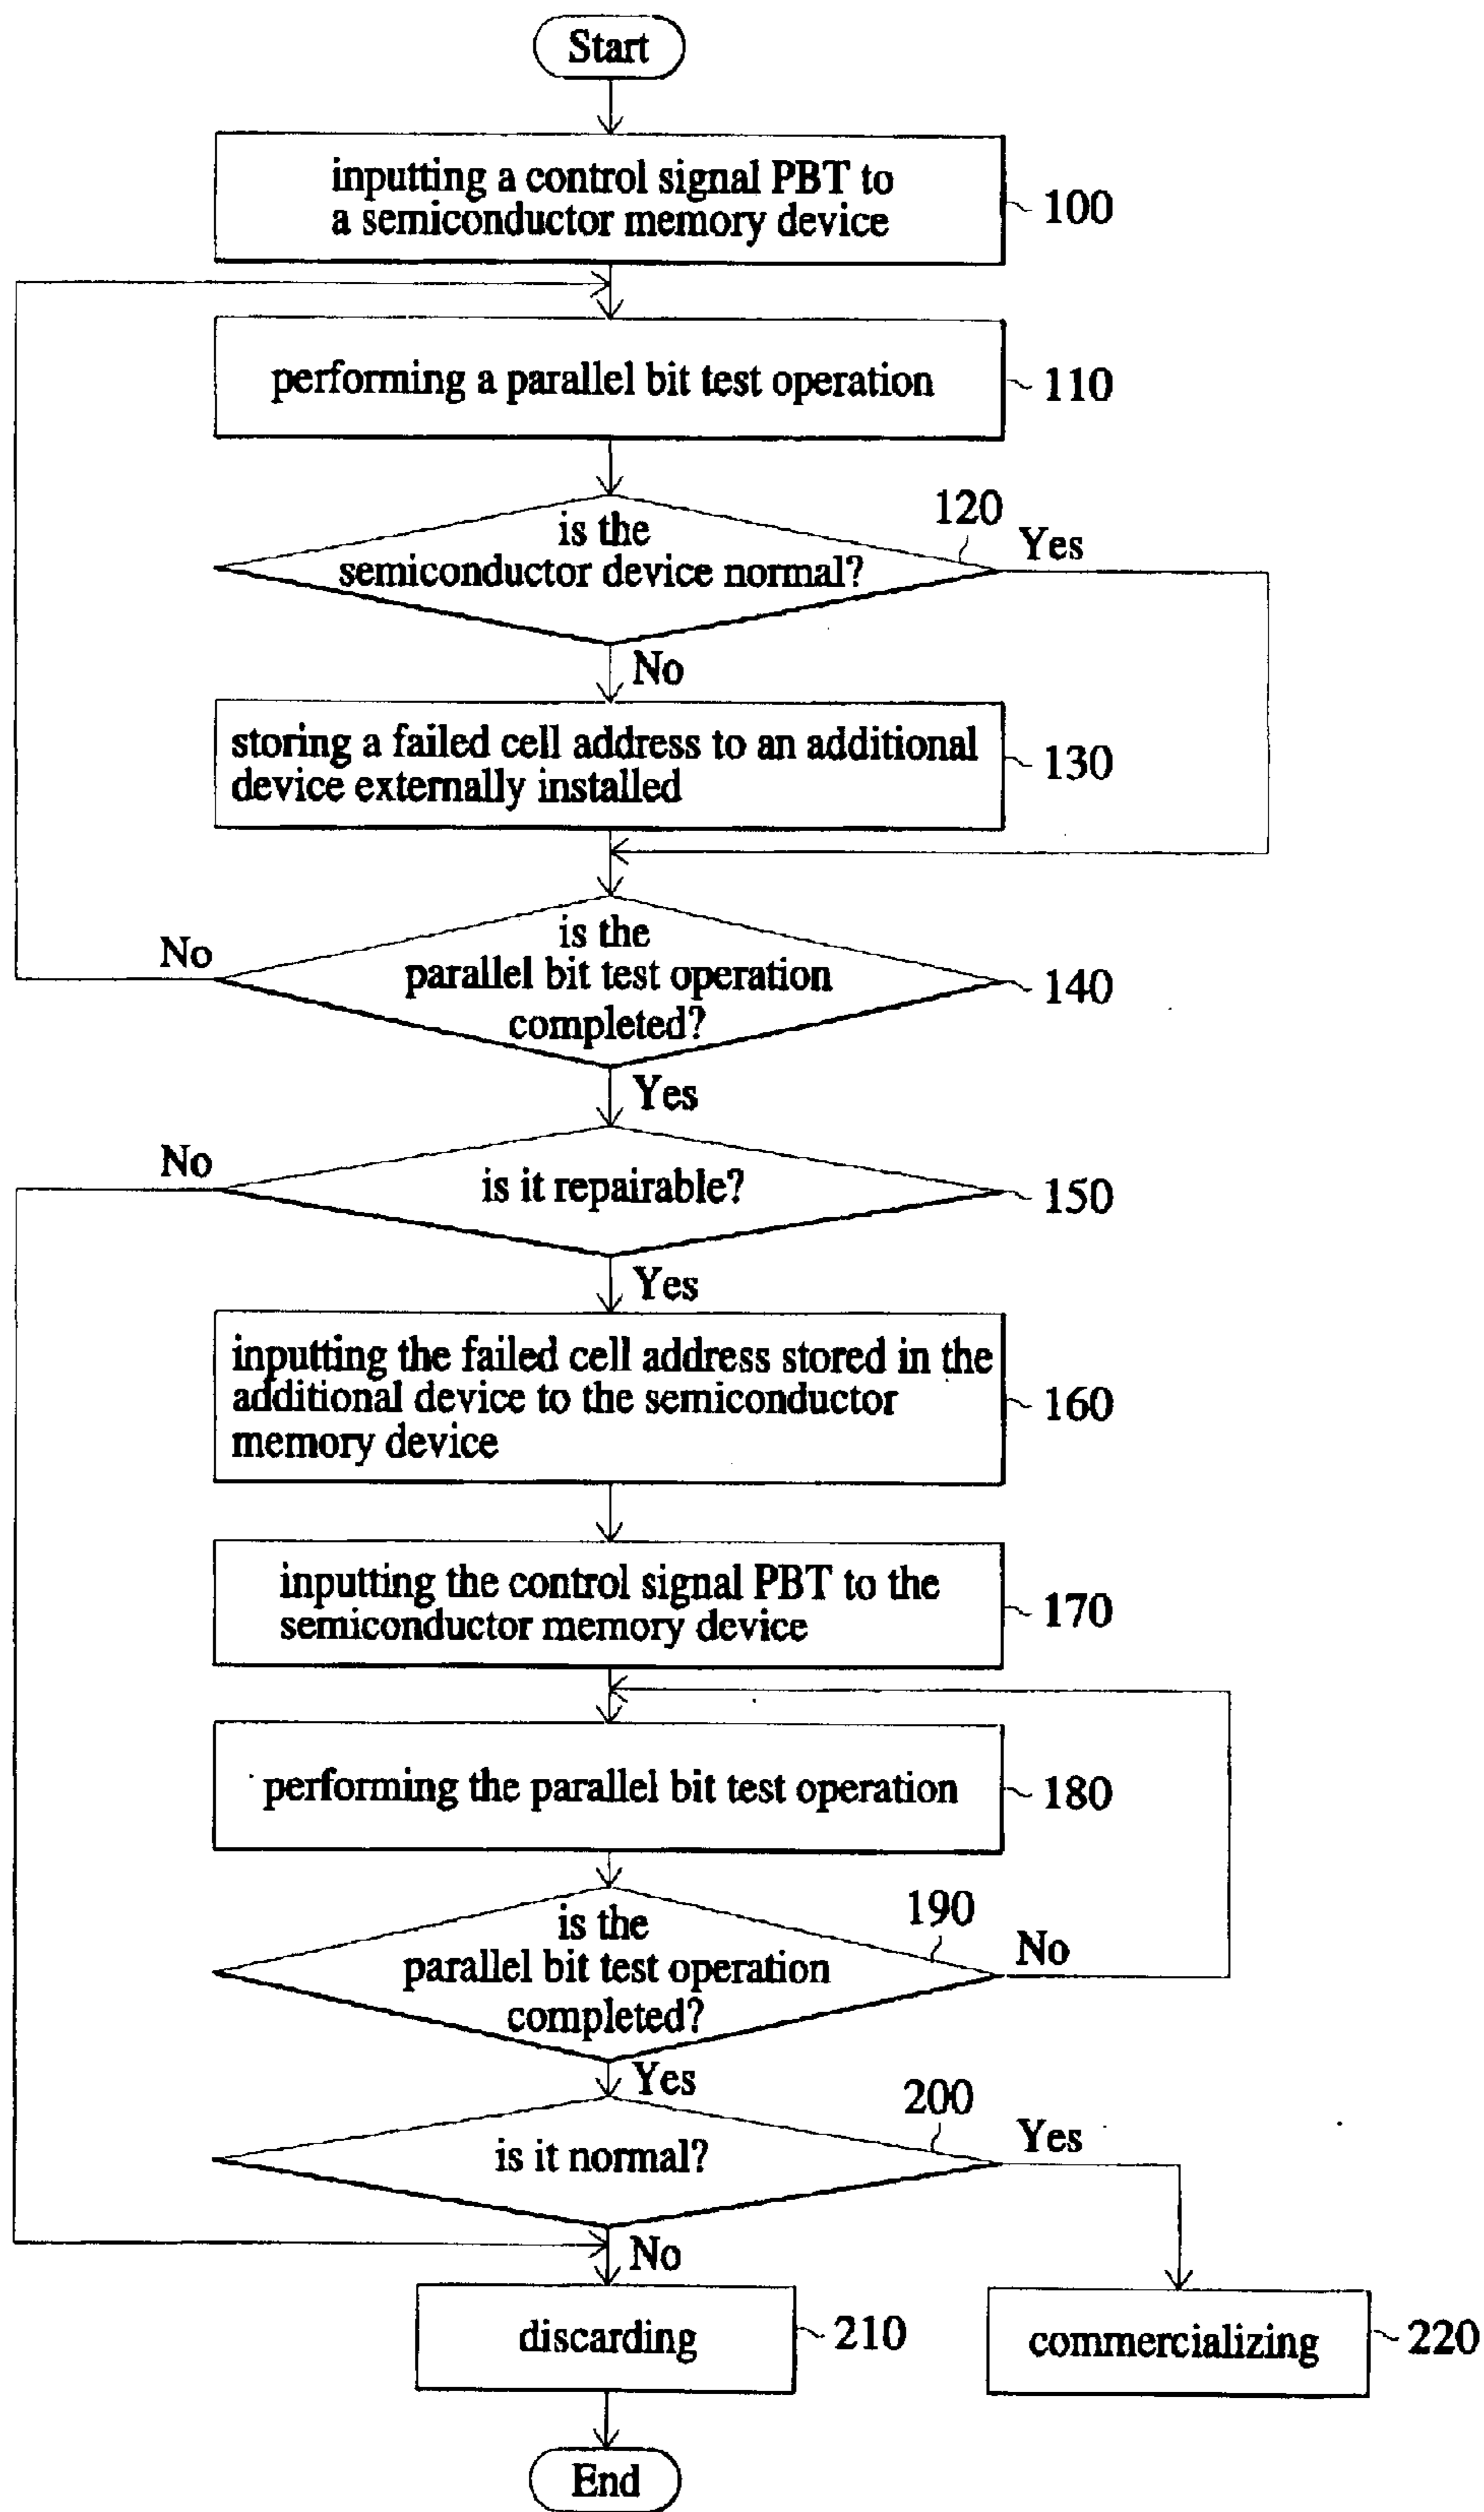 Start
inputting a control signal PBT to
a semiconductor memory device
100
performing a parallel bit test operation
110
120
is the
semiconductor device normal?
Yes
No
storing a failed cell address to an additional
device externally installed
130
No
is the
parallel bit test operation
completed?
140
Yes
No
is it repairable?
150
Yes
inputting the failed cell address stored in the
additional device to the semiconductor
memory device
160
inputting the control signal PBT to the
semiconductor memory device
170
performing the parallel bit test operation
180
190
is the
parallel bit test operation
completed?
No
Yes
200
is it normal?
Yes
No
discarding
210
commercializing
220
End